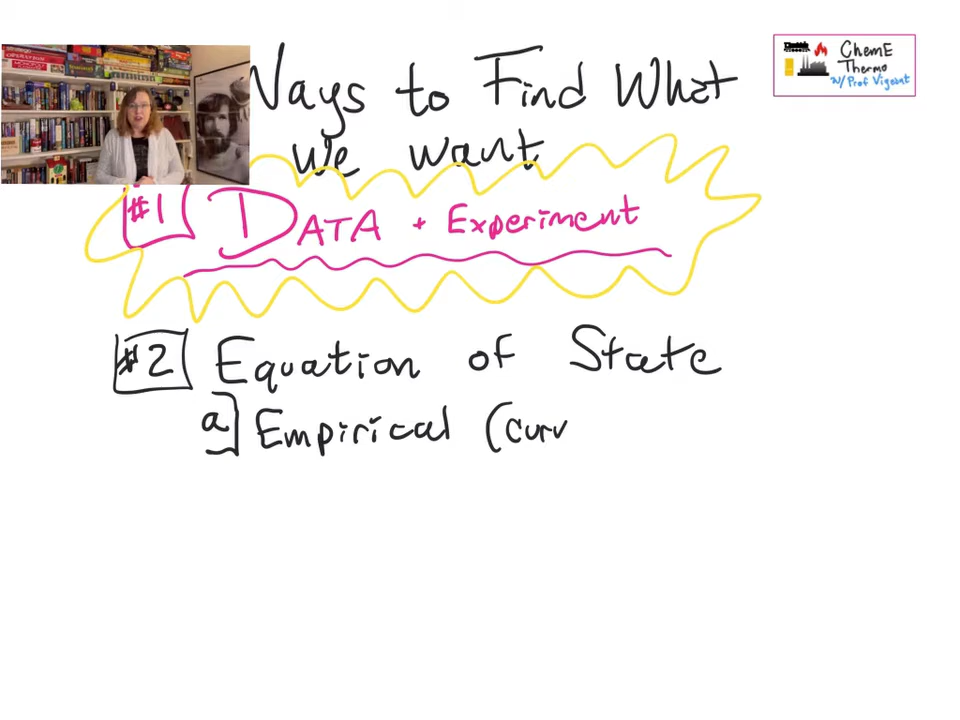 Ways to Find What
we want
#1 DATA + Experiment
#2 Equation of State
a] Empirical (curv
ChemE
Thermo
w/ Prof Vigeant